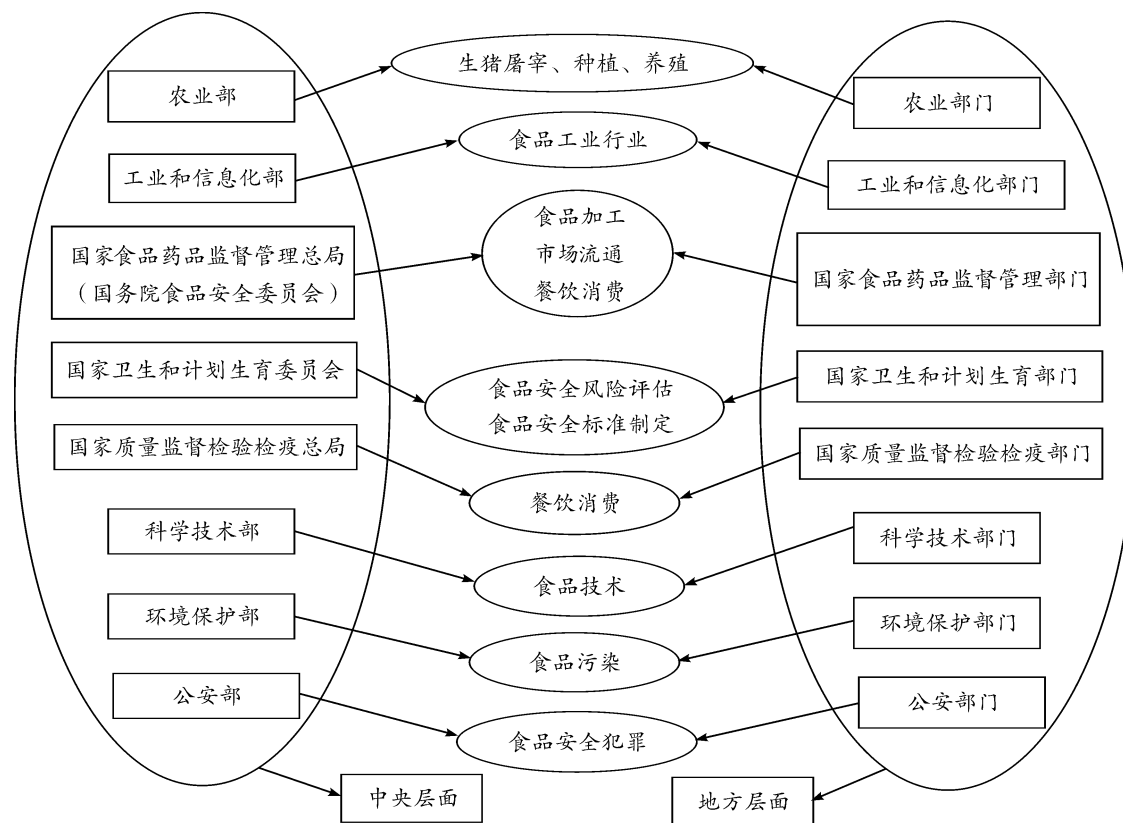 生猪屠宰、种植、养殖
农业部
农业部门
食品工业行业
工业和信息化部
工业和信息化部门
食品加工
市场流通
餐饮消费
国家食品药品监督管理总局
(国务院食品安全委员会)
国家食品药品监督管理部门
国家卫生和计划生育委员会
食品安全风险评估
食品安全标准制定
国家卫生和计划生育部门
国家质量监督检验检疫总局
餐饮消费
国家质量监督检验检疫部门
科学技术部
食品技术
科学技术部门
环境保护部
食品污染
环境保护部门
公安部
食品安全犯罪
公安部门
中央层面
地方层面